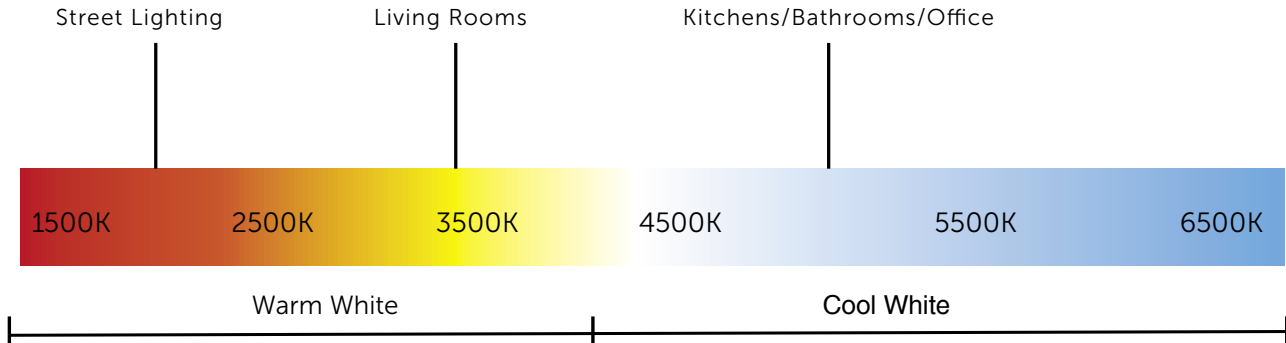 Street Lighting Living Rooms Kitchens/Bathrooms/Office
1500K 2500K 3500K 4500K 5500K 6500K
Warm White Cool White